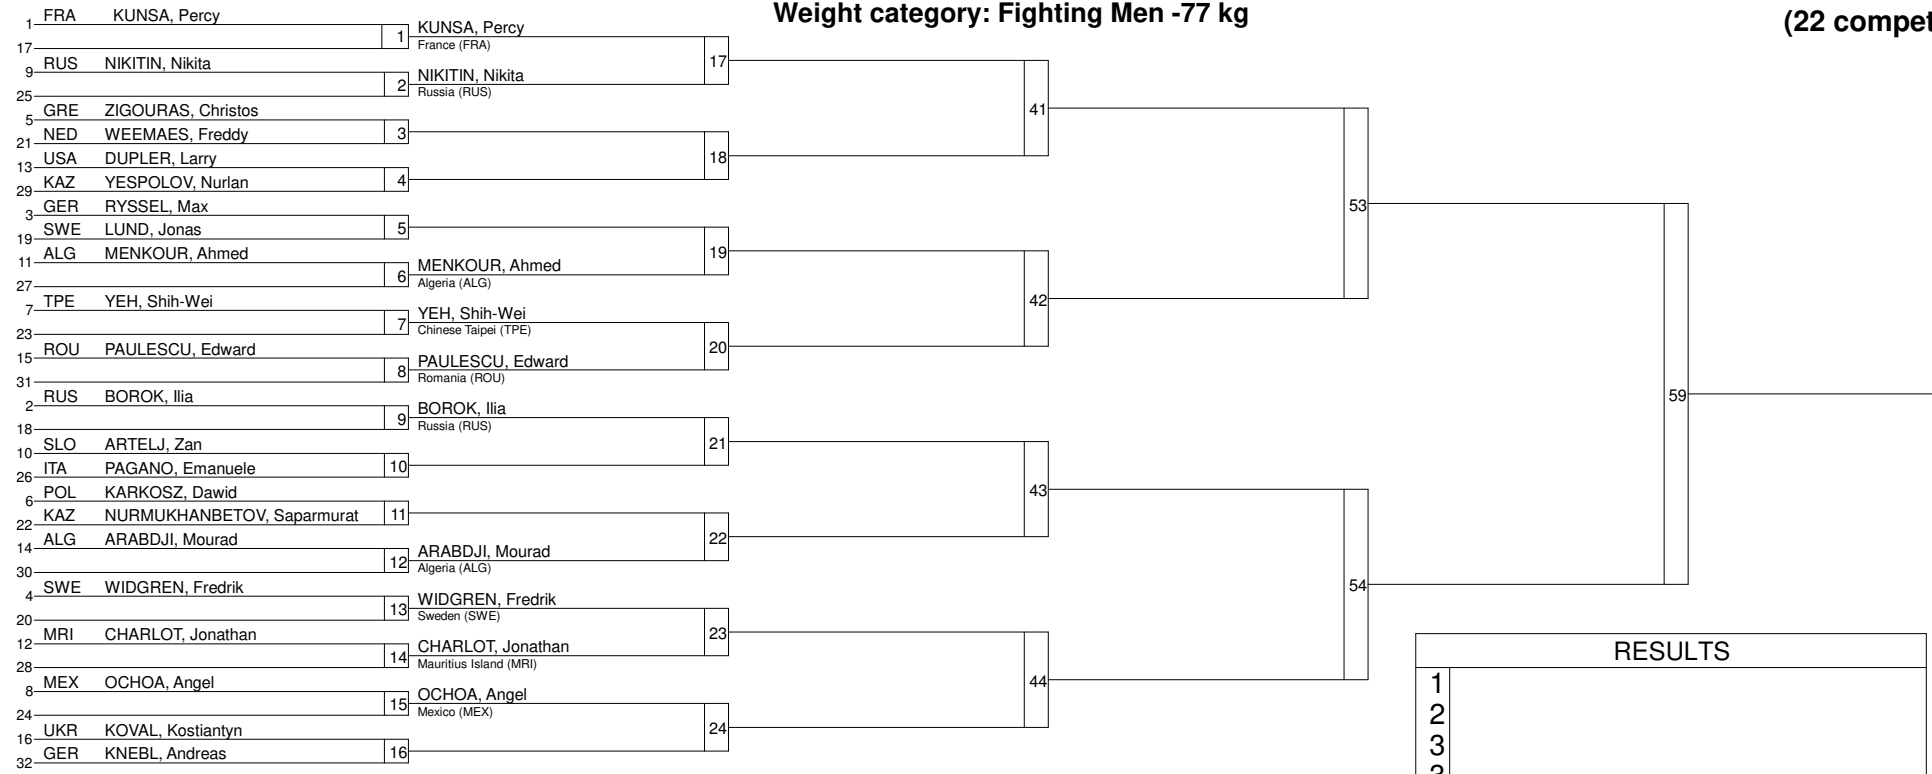 Weight category: Fighting Men -77 kg
(22 compet
1 FRA KUNSA, Percy
17
1 KUNSA, Percy
France (FRA)
9 RUS NIKITIN, Nikita
25
2 NIKITIN, Nikita
Russia (RUS)
17
5 GRE ZIGOURAS, Christos
21 NED WEEMAES, Freddy
3
13 USA DUPLER, Larry
29 KAZ YESPOLOV, Nurlan
4
18
41
3 GER RYSSEL, Max
19 SWE LUND, Jonas
5
11 ALG MENKOUR, Ahmed
27
6 MENKOUR, Ahmed
Algeria (ALG)
19
7 TPE YEH, Shih-Wei
23
7 YEH, Shih-Wei
Chinese Taipei (TPE)
15 ROU PAULESCU, Edward
31
8 PAULESCU, Edward
Romania (ROU)
20
42
53
2 RUS BOROK, Ilia
18
9 BOROK, Ilia
Russia (RUS)
10 SLO ARTELJ, Zan
26 ITA PAGANO, Emanuele
10
21
6 POL KARKOSZ, Dawid
22 KAZ NURMUKHANBETOV, Saparmurat
11
14 ALG ARABDJI, Mourad
30
12 ARABDJI, Mourad
Algeria (ALG)
22
43
4 SWE WIDGREN, Fredrik
20
13 WIDGREN, Fredrik
Sweden (SWE)
12 MRI CHARLOT, Jonathan
28
14 CHARLOT, Jonathan
Mauritius Island (MRI)
23
8 MEX OCHOA, Angel
24
15 OCHOA, Angel
Mexico (MEX)
16 UKR KOVAL, Kostiantyn
32 GER KNEBL, Andreas
16
24
44
54
59
RESULTS
1
2
3
3